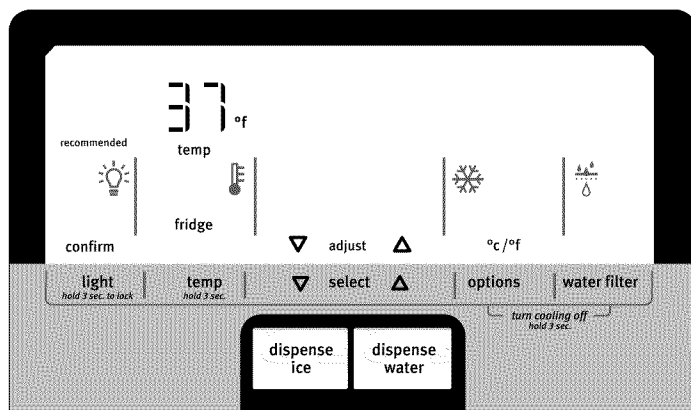 37 °f
recommended
temp
fridge
confirm
adjust
°c/°f
light
hold 3 sec. to lock
temp
hold 3 sec.
select
options
water filter
turn cooling off
hold 3 sec.
dispense
ice
dispense
water